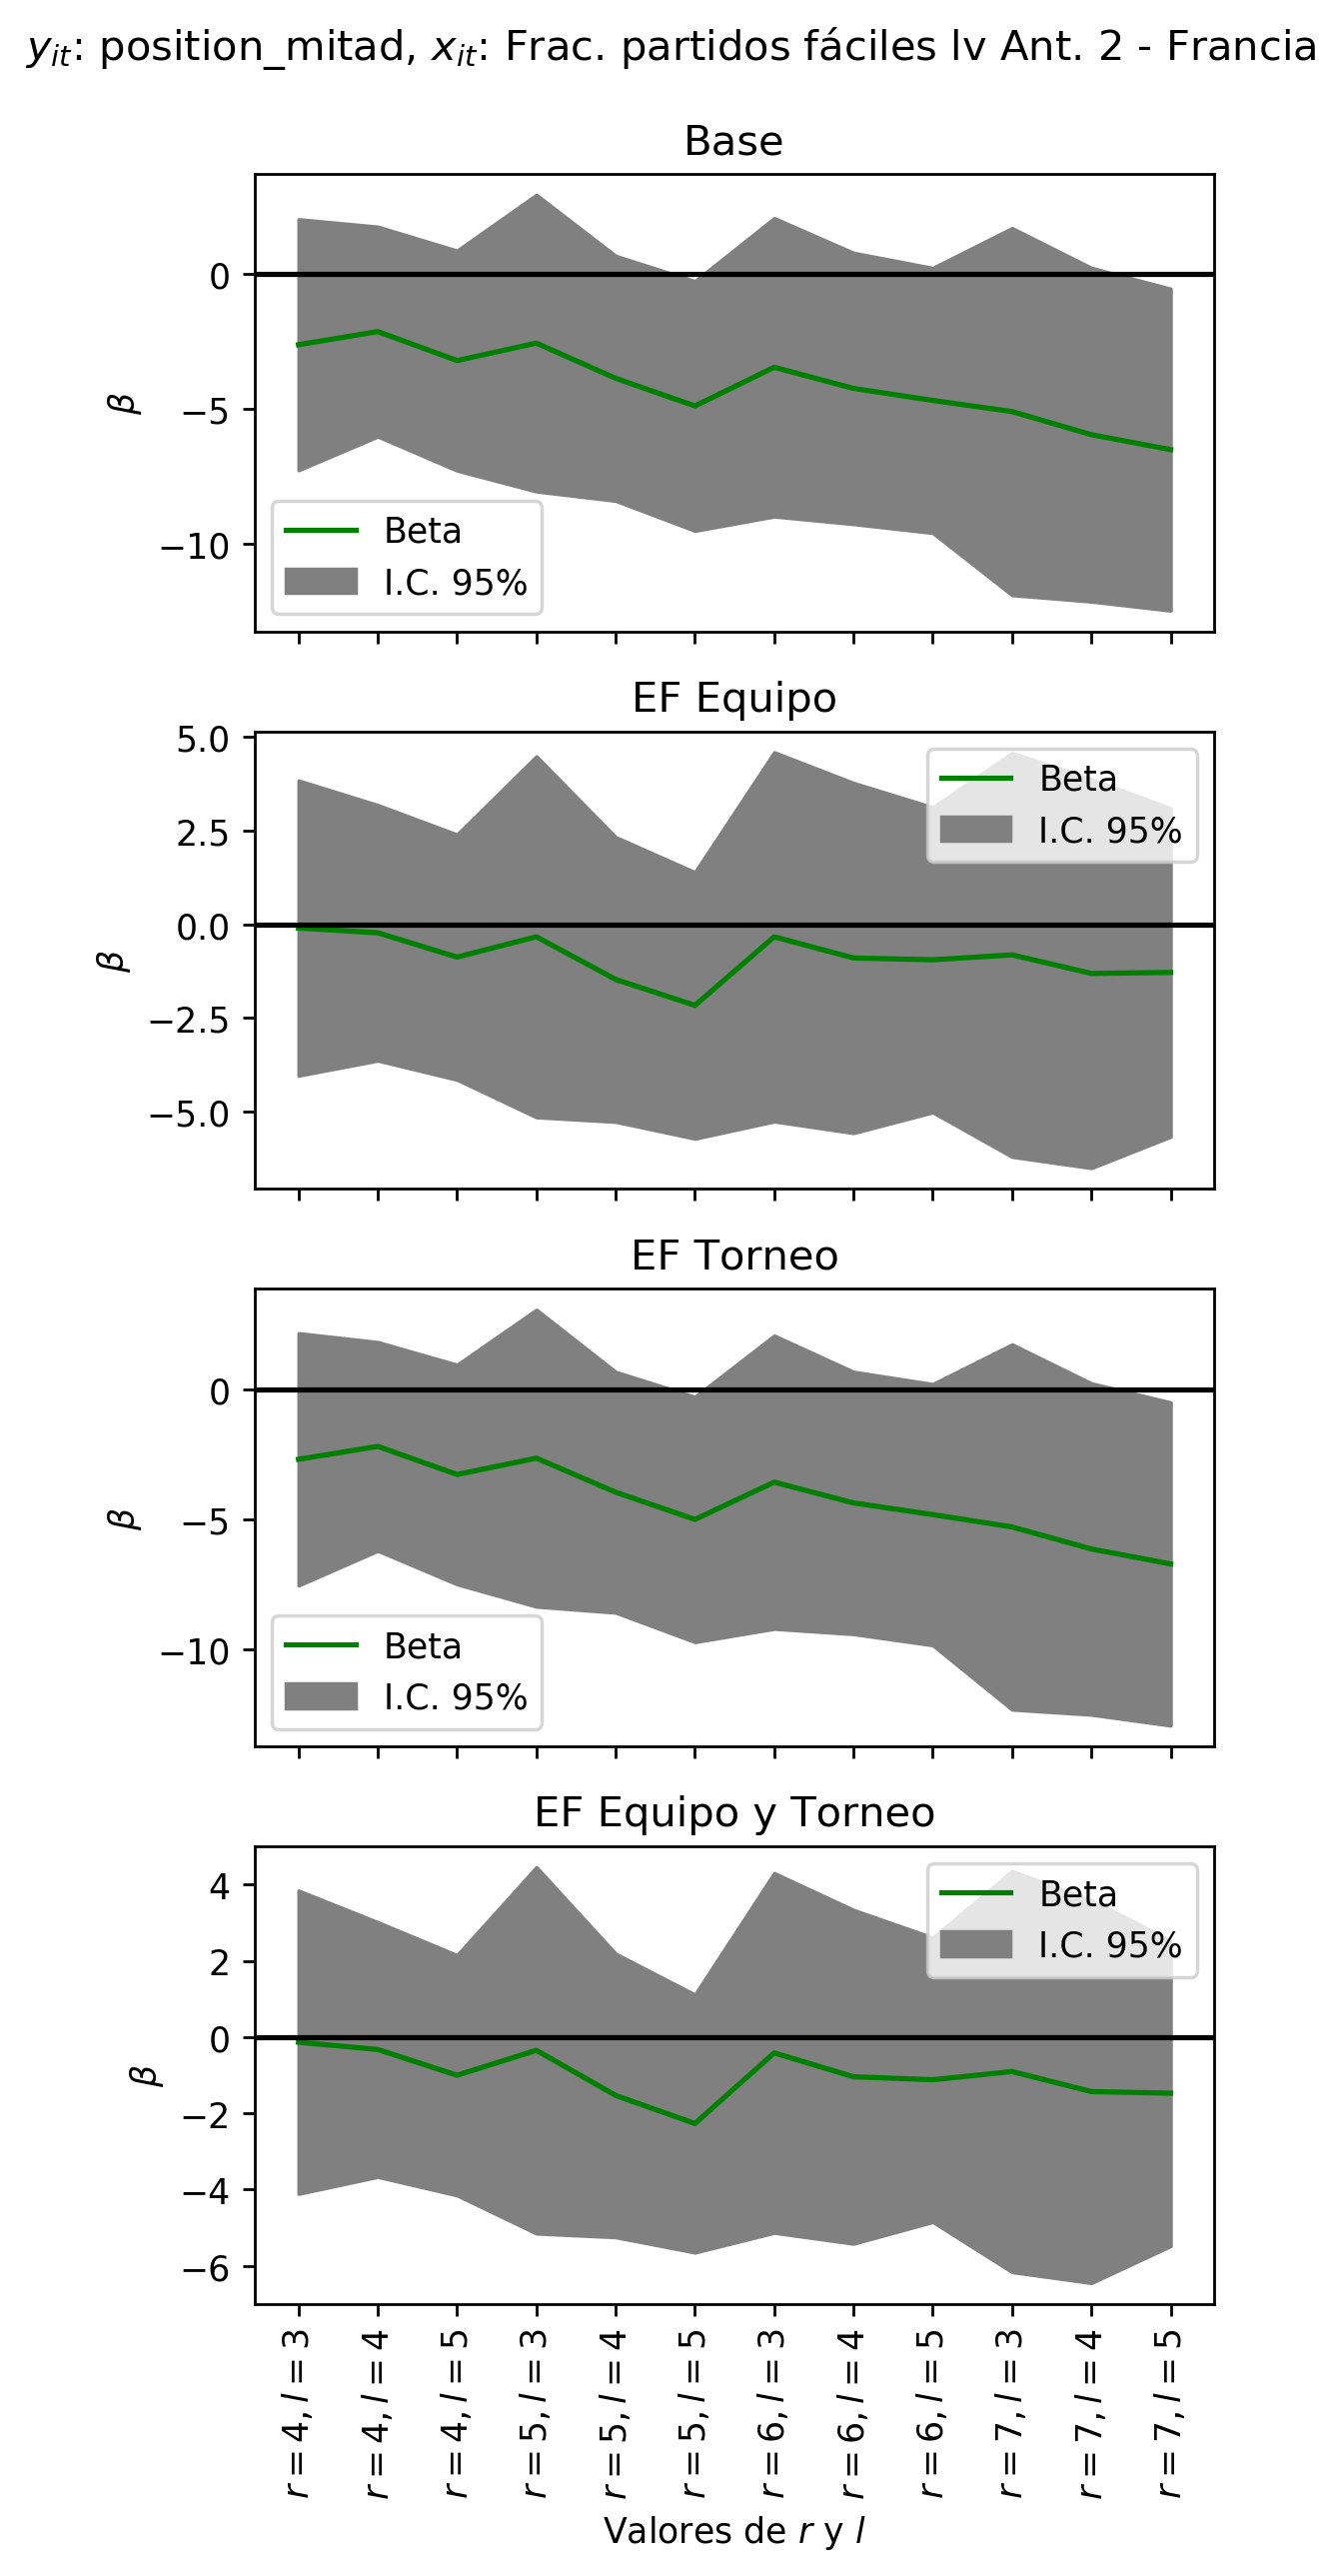 y_it: position_mitad, x_it: Frac. partidos fáciles lv Ant. 2 - Francia
Base
0
−5
−10
β
Beta
I.C. 95%
EF Equipo
5.0
2.5
0.0
−2.5
−5.0
β
Beta
I.C. 95%
EF Torneo
0
−5
−10
β
Beta
I.C. 95%
EF Equipo y Torneo
4
2
0
−2
−4
−6
β
Beta
I.C. 95%
r = 4, l = 3
r = 4, l = 4
r = 4, l = 5
r = 5, l = 3
r = 5, l = 4
r = 5, l = 5
r = 6, l = 3
r = 6, l = 4
r = 6, l = 5
r = 7, l = 3
r = 7, l = 4
r = 7, l = 5
Valores de r y l